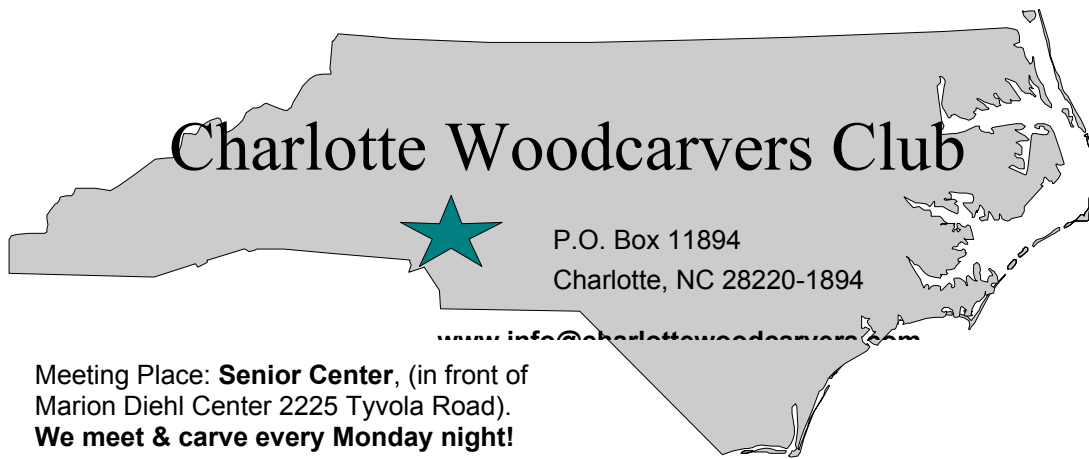 Charlotte Woodcarvers Club
P.O. Box 11894
Charlotte, NC 28220-1894
www.info@charlottewoodcarvers.com
Meeting Place: Senior Center, (in front of
Marion Diehl Center 2225 Tyvola Road).
We meet & carve every Monday night!